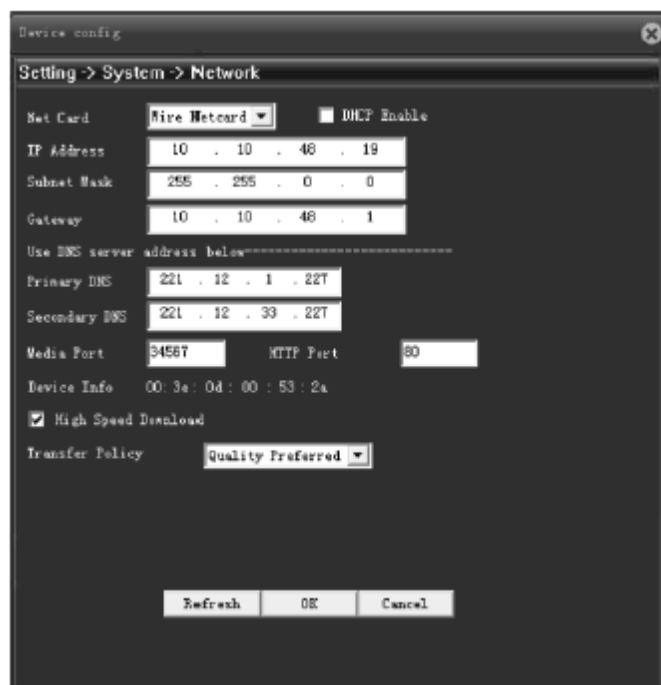 Device config
Setting -> System -> Network
Net Card Wire Netcard DHCP Enable
IP Address 10 . 10 . 48 . 19
Subnet Mask 255 . 255 . 0 . 0
Gateway 10 . 10 . 48 . 1
Use DNS server address below----------------------------
Primary DNS 221 . 12 . 1 . 227
Secondary DNS 221 . 12 . 33 . 227
Media Port 34567 HTTP Port 80
Device Info 00: 3e: 0d: 00 : 53 : 2a
High Speed Download
Transfer Policy Quality Preferred
Refresh OK Cancel